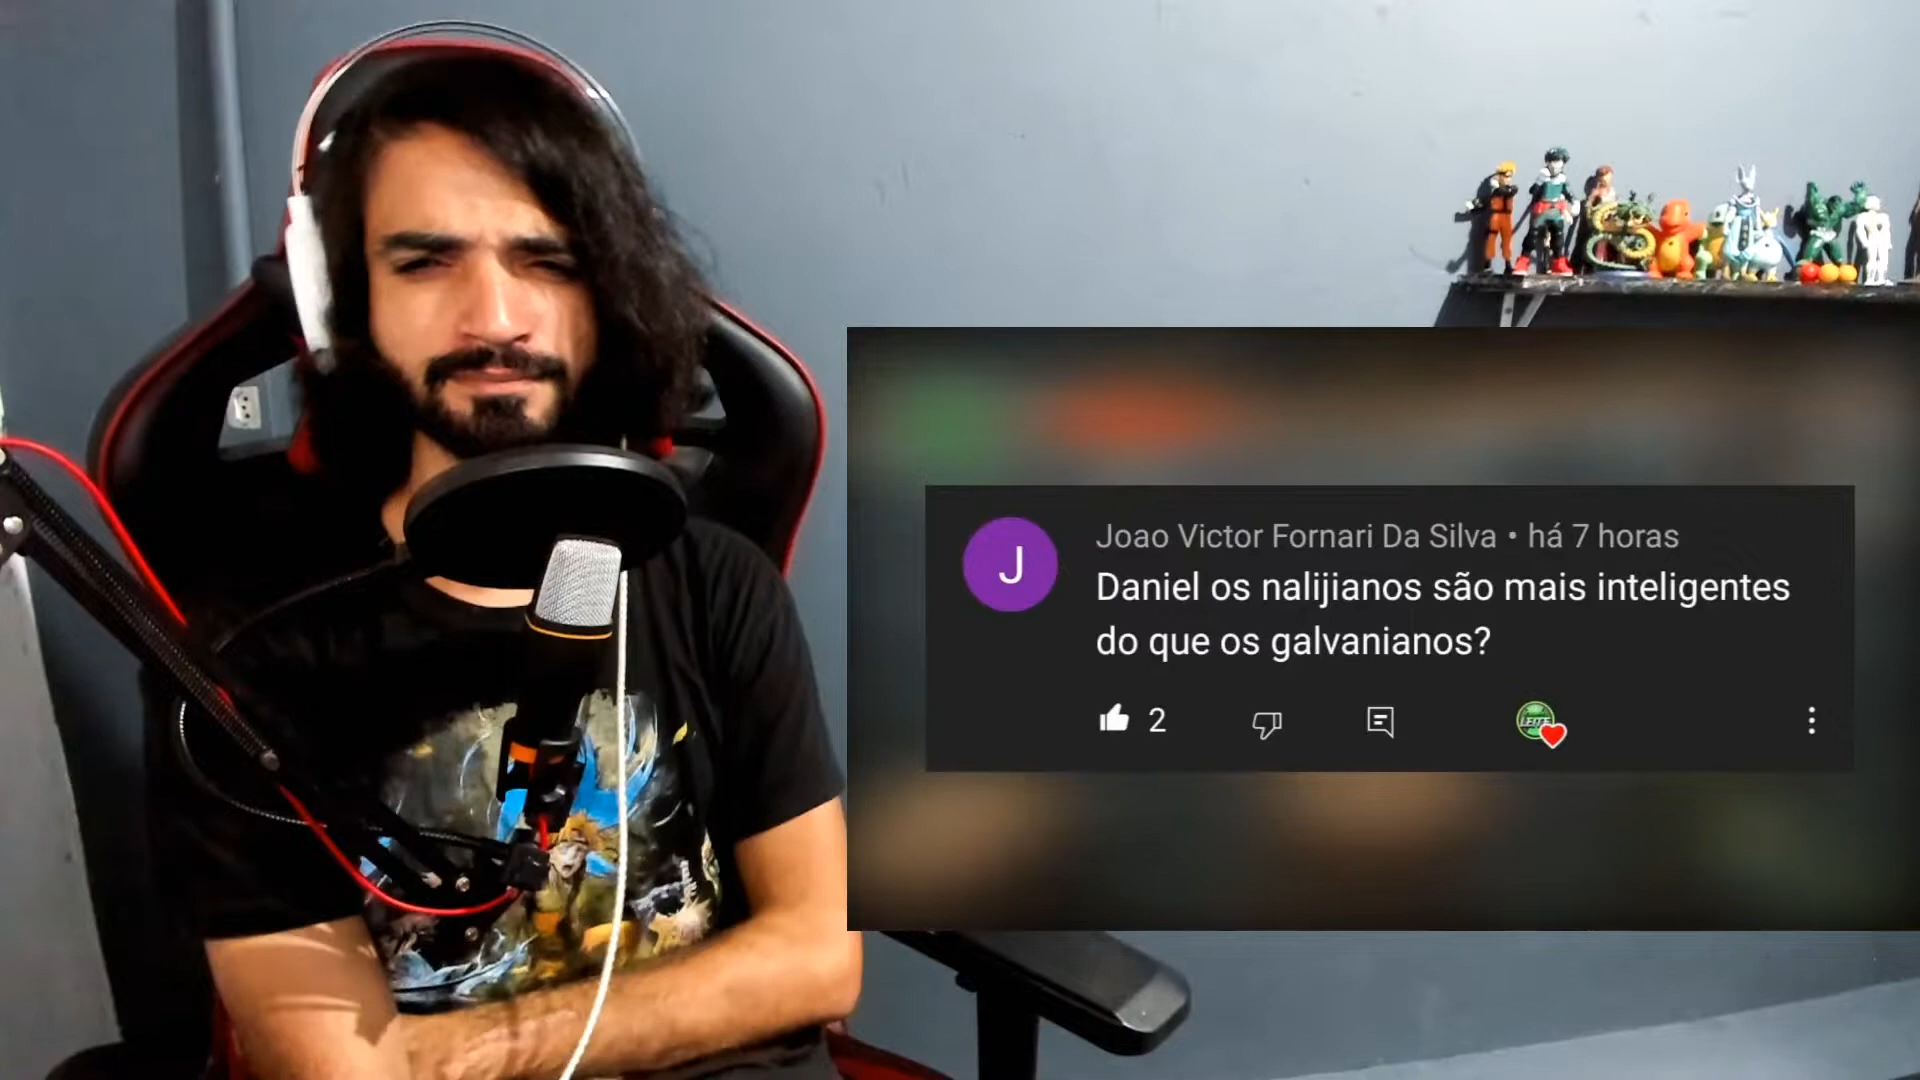 J
Joao Victor Fornari Da Silva • há 7 horas
Daniel os nalijianos são mais inteligentes
do que os galvanianos?
2
LEITE